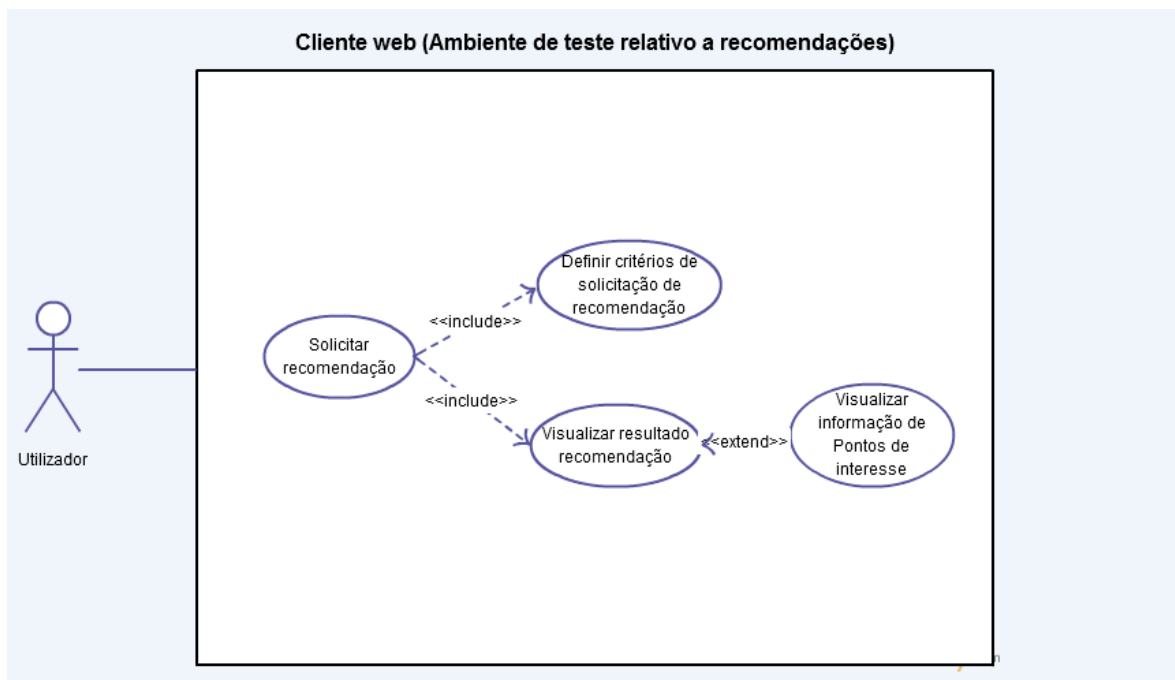 Cliente web (Ambiente de teste relativo a recomendações)
Definir critérios de
solicitação de
recomendação
<<include>>
Solicitar
recomendação
<<include>>
Visualizar resultado
recomendação
<<extend>>
Visualizar
informação de
Pontos de
interesse
Utilizador